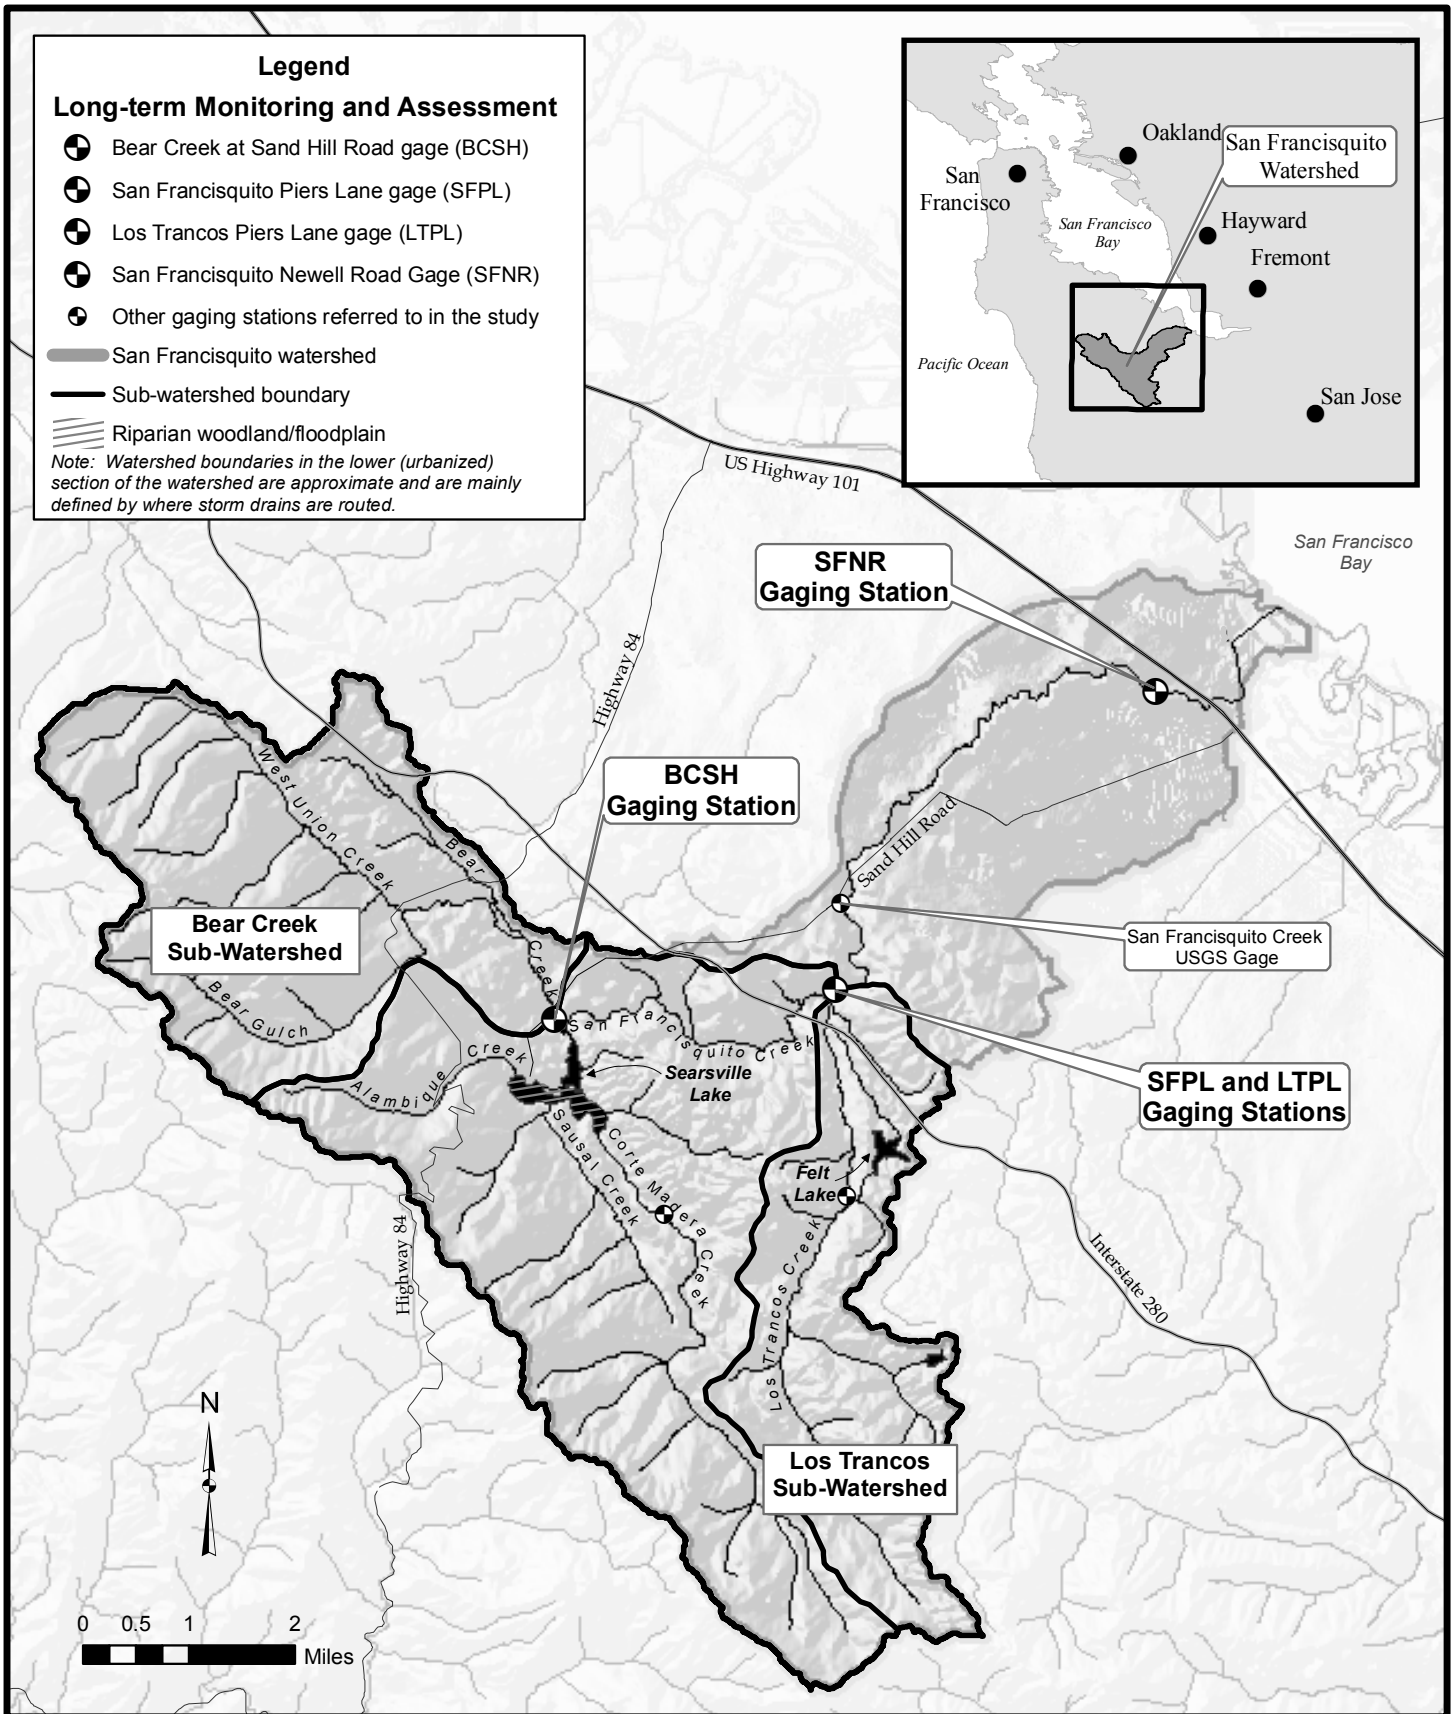 Legend
Long-term Monitoring and Assessment
Bear Creek at Sand Hill Road gage (BCSH)
San Francisquito Piers Lane gage (SFPL)
Los Trancos Piers Lane gage (LTPL)
San Francisquito Newell Road Gage (SFNR)
Other gaging stations referred to in the study
San Francisquito watershed
Sub-watershed boundary
Riparian woodland/floodplain
Note: Watershed boundaries in the lower (urbanized)
section of the watershed are approximate and are mainly
defined by where storm drains are routed.
Oakland
San Francisquito
Watershed
San
Francisco
San Francisco
Bay
Hayward
Fremont
Pacific Ocean
San Jose
US Highway 101
San Francisco
Bay
SFNR
Gaging Station
Highway 84
BCSH
Gaging Station
West Union Creek
Bear
Creek
Sand Hill Road
Bear Creek
Sub-Watershed
San Francisquito Creek
USGS Gage
Bear Gulch
San Francisquito Creek
Alambique
Creek
Searsville
Lake
SFPL and LTPL
Gaging Stations
Sausal Creek
Corte Madera Creek
Felt
Lake
Los Trancos Creek
Highway 84
Interstate 280
N
Los Trancos
Sub-Watershed
0 0.5 1 2
Miles